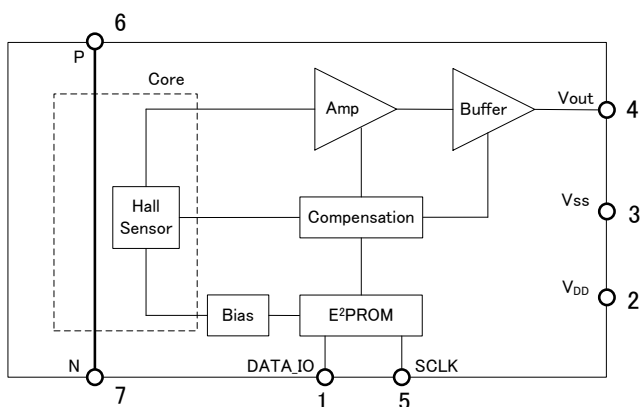 6
P
Core
Amp
Buffer
Vout
4
Hall
Sensor
Compensation
VSS
3
VDD
2
Bias
E²PROM
N
DATA_IO
SCLK
7
1
5